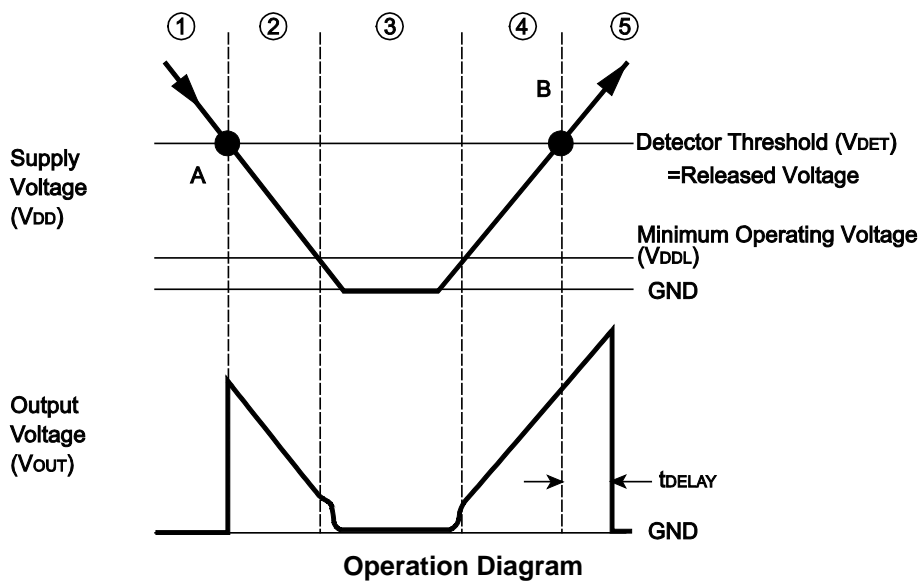 ① ② ③ ④ ⑤
B
A
Supply
Voltage
(VDD)
Detector Threshold (VDET)
=Released Voltage
Minimum Operating Voltage
(VDDL)
GND
Output
Voltage
(VOUT)
tDELAY
GND
Operation Diagram